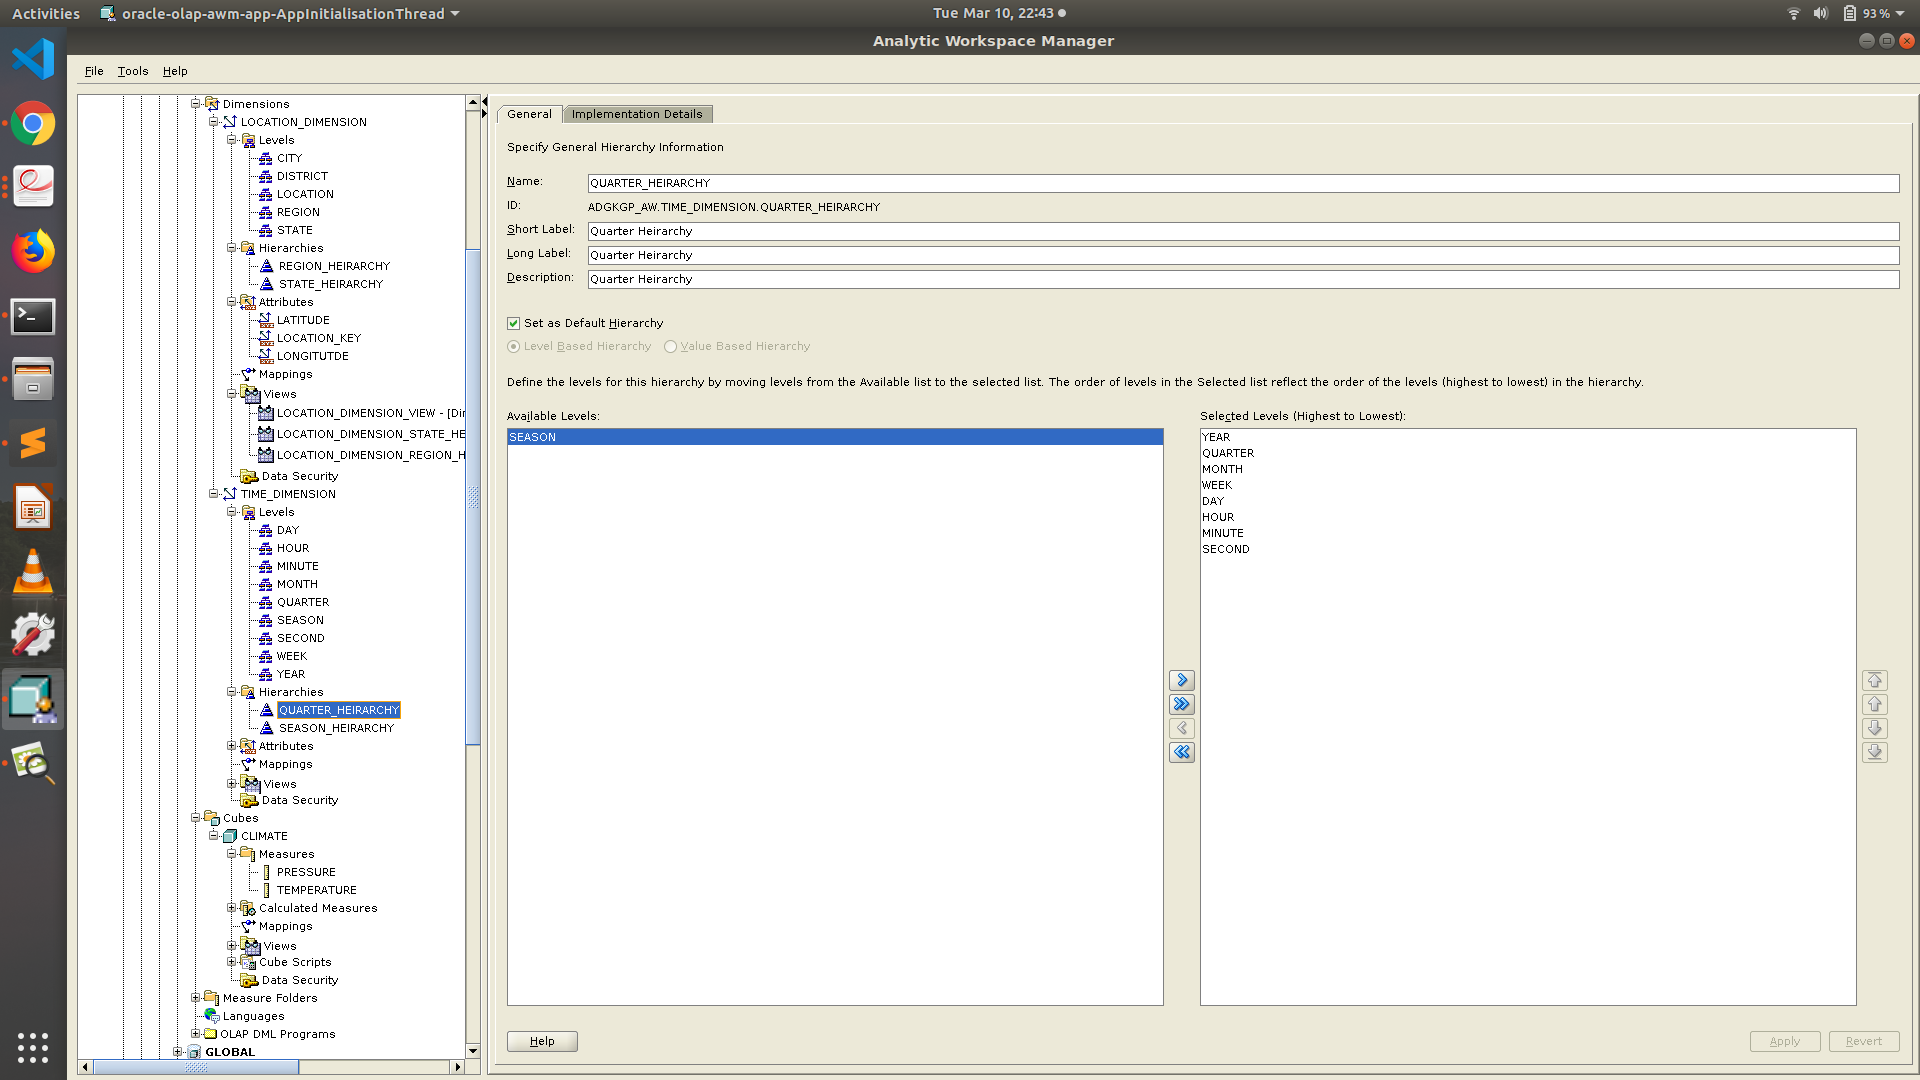 Activities
oracle-olap-awm-app-AppInitialisationThread
Tue Mar 10, 22:43
93 %
Analytic Workspace Manager
File Tools Help
Dimensions
LOCATION_DIMENSION
Levels
CITY
DISTRICT
LOCATION
REGION
STATE
Hierarchies
REGION_HEIRARCHY
STATE_HEIRARCHY
Attributes
LATITUDE
LOCATION_KEY
LONGITUTDE
Mappings
Views
LOCATION_DIMENSION_VIEW - [Dir
LOCATION_DIMENSION_STATE_HE
LOCATION_DIMENSION_REGION_H
Data Security
TIME_DIMENSION
Levels
DAY
HOUR
MINUTE
MONTH
QUARTER
SEASON
SECOND
WEEK
YEAR
Hierarchies
QUARTER_HEIRARCHY
SEASON_HEIRARCHY
Attributes
Mappings
Views
Data Security
Cubes
CLIMATE
Measures
PRESSURE
TEMPERATURE
Calculated Measures
Mappings
Views
Cube Scripts
Data Security
Measure Folders
Languages
OLAP DML Programs
GLOBAL
General
Implementation Details
Specify General Hierarchy Information
Name: QUARTER_HEIRARCHY
ID: ADGKGP_AW.TIME_DIMENSION.QUARTER_HEIRARCHY
Short Label: Quarter Heirarchy
Long Label: Quarter Heirarchy
Description: Quarter Heirarchy
Set as Default Hierarchy
Level Based Hierarchy Value Based Hierarchy
Define the levels for this hierarchy by moving levels from the Available list to the selected list. The order of levels in the Selected list reflect the order of the levels (highest to lowest) in the hierarchy.
Available Levels:
SEASON
Selected Levels (Highest to Lowest):
YEAR
QUARTER
MONTH
WEEK
DAY
HOUR
MINUTE
SECOND
Help
Apply
Revert